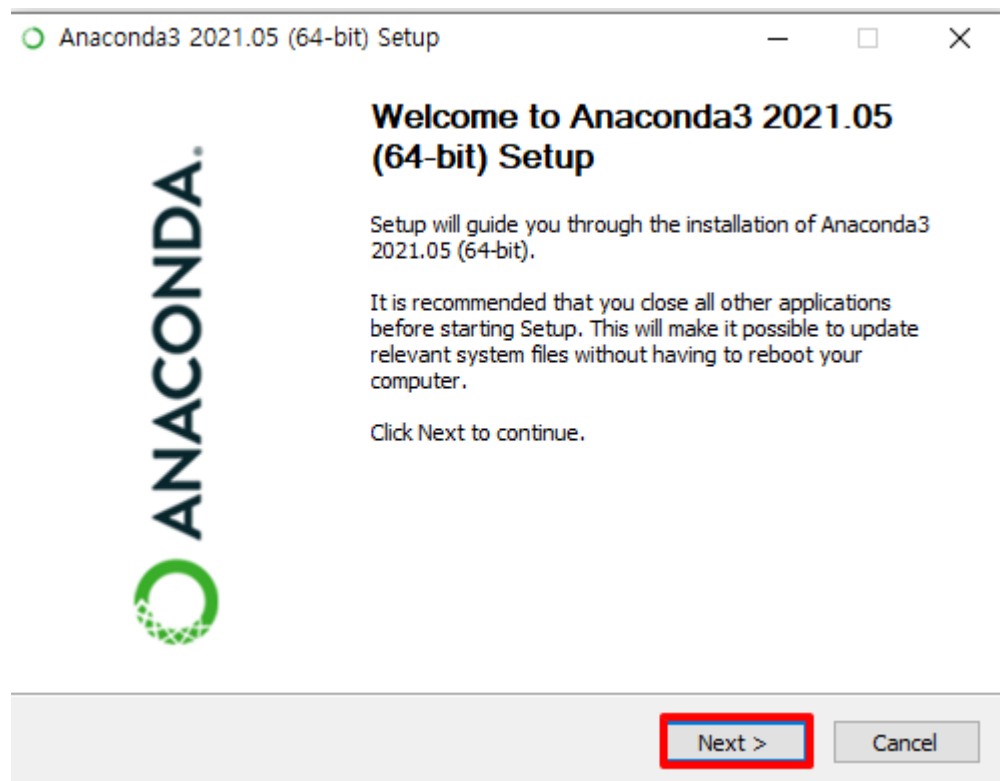 Anaconda3 2021.05 (64-bit) Setup
Welcome to Anaconda3 2021.05
(64-bit) Setup
Setup will guide you through the installation of Anaconda3
2021.05 (64-bit).
It is recommended that you close all other applications
before starting Setup. This will make it possible to update
relevant system files without having to reboot your
computer.
Click Next to continue.
ANACONDA.
Next >
Cancel